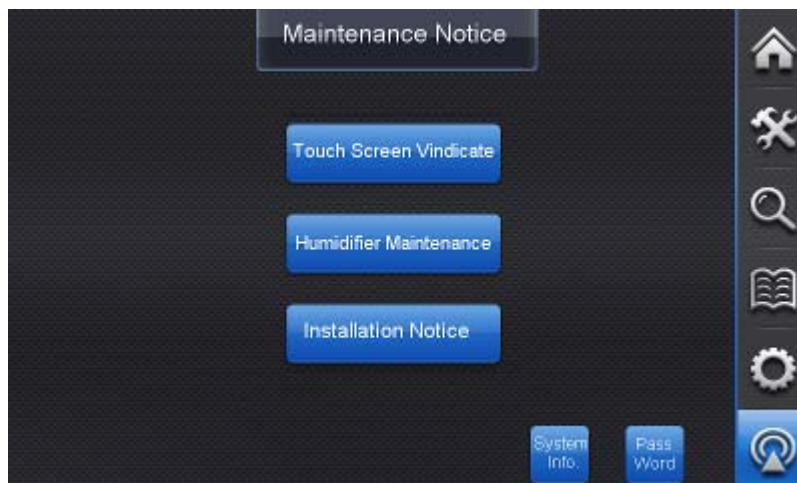 Maintenance Notice
Touch Screen Vindicate
Humidifier Maintenance
Installation Notice
System
Info.
Pass
Word